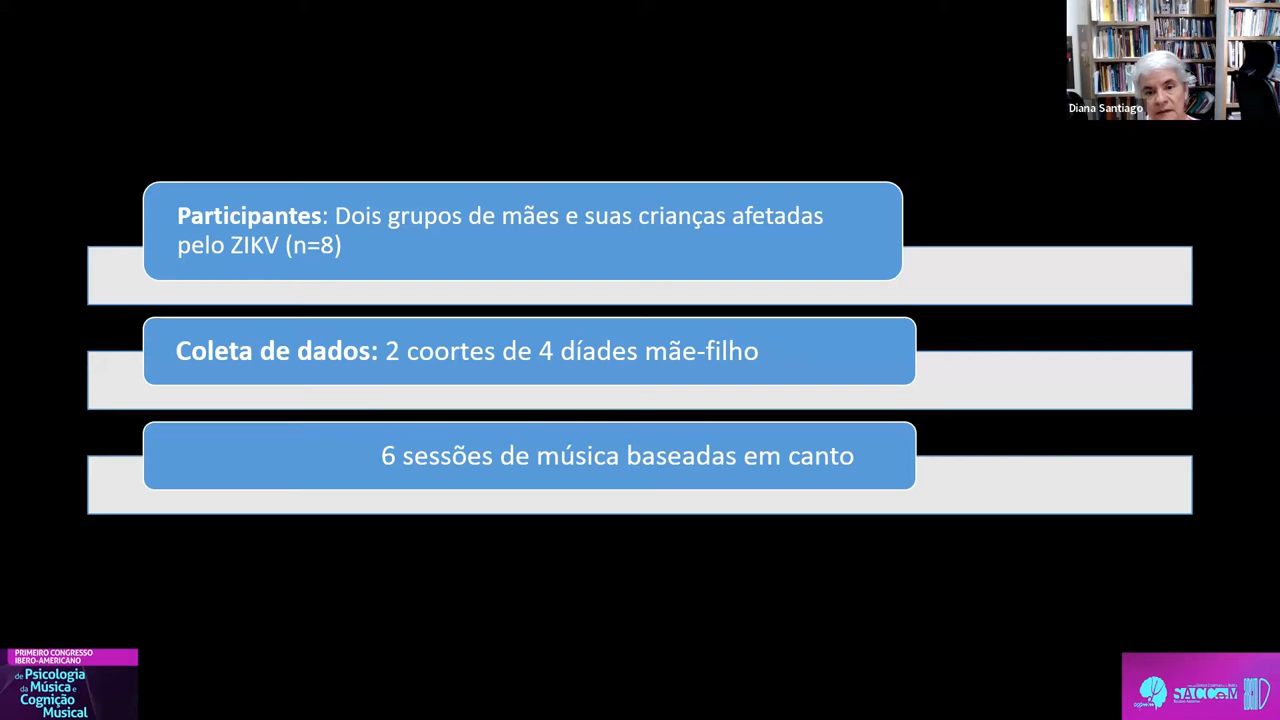 Diana Santiago
Participantes: Dois grupos de mães e suas crianças afetadas
pelo ZIKV (n=8)
Coleta de dados: 2 coortes de 4 díades mãe-filho
6 sessões de música baseadas em canto
PRIMEIRO CONGRESSO
IBERO-AMERICANO
de Psicologia
da Música e
Cognição
Musical
SACCoM